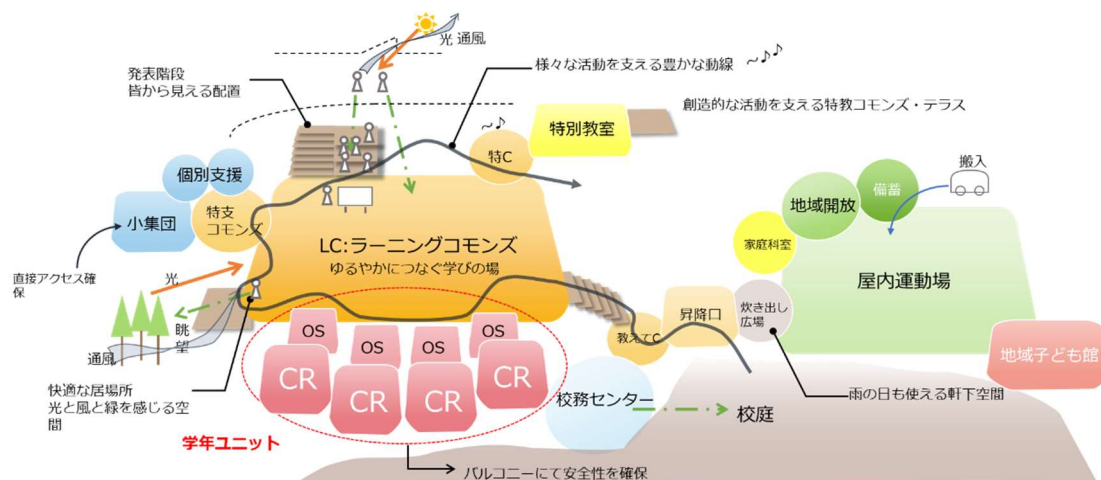 光 通風
様々な活動を支える豊かな動線
～♪♪
発表階段
皆から見える配置
創造的な活動を支える特教コモンズ・テラス
～♪
特別教室
特C
個別支援
小集団
特支
コモンズ
直接アクセス確
保
LC:ラーニングコモンズ
ゆるやかにつなぐ学びの場
搬入
備蓄
地域開放
家庭科室
屋内運動場
光
眺
望
通風
快適な居場所
光と風と緑を感じる空
間
OS
OS
OS
OS
CR
CR
CR
CR
学年ユニット
教えてC
昇降口
炊き出し
広場
地域子ども館
校務センター
校庭
雨の日も使える軒下空間
バルコニーにて安全性を確保